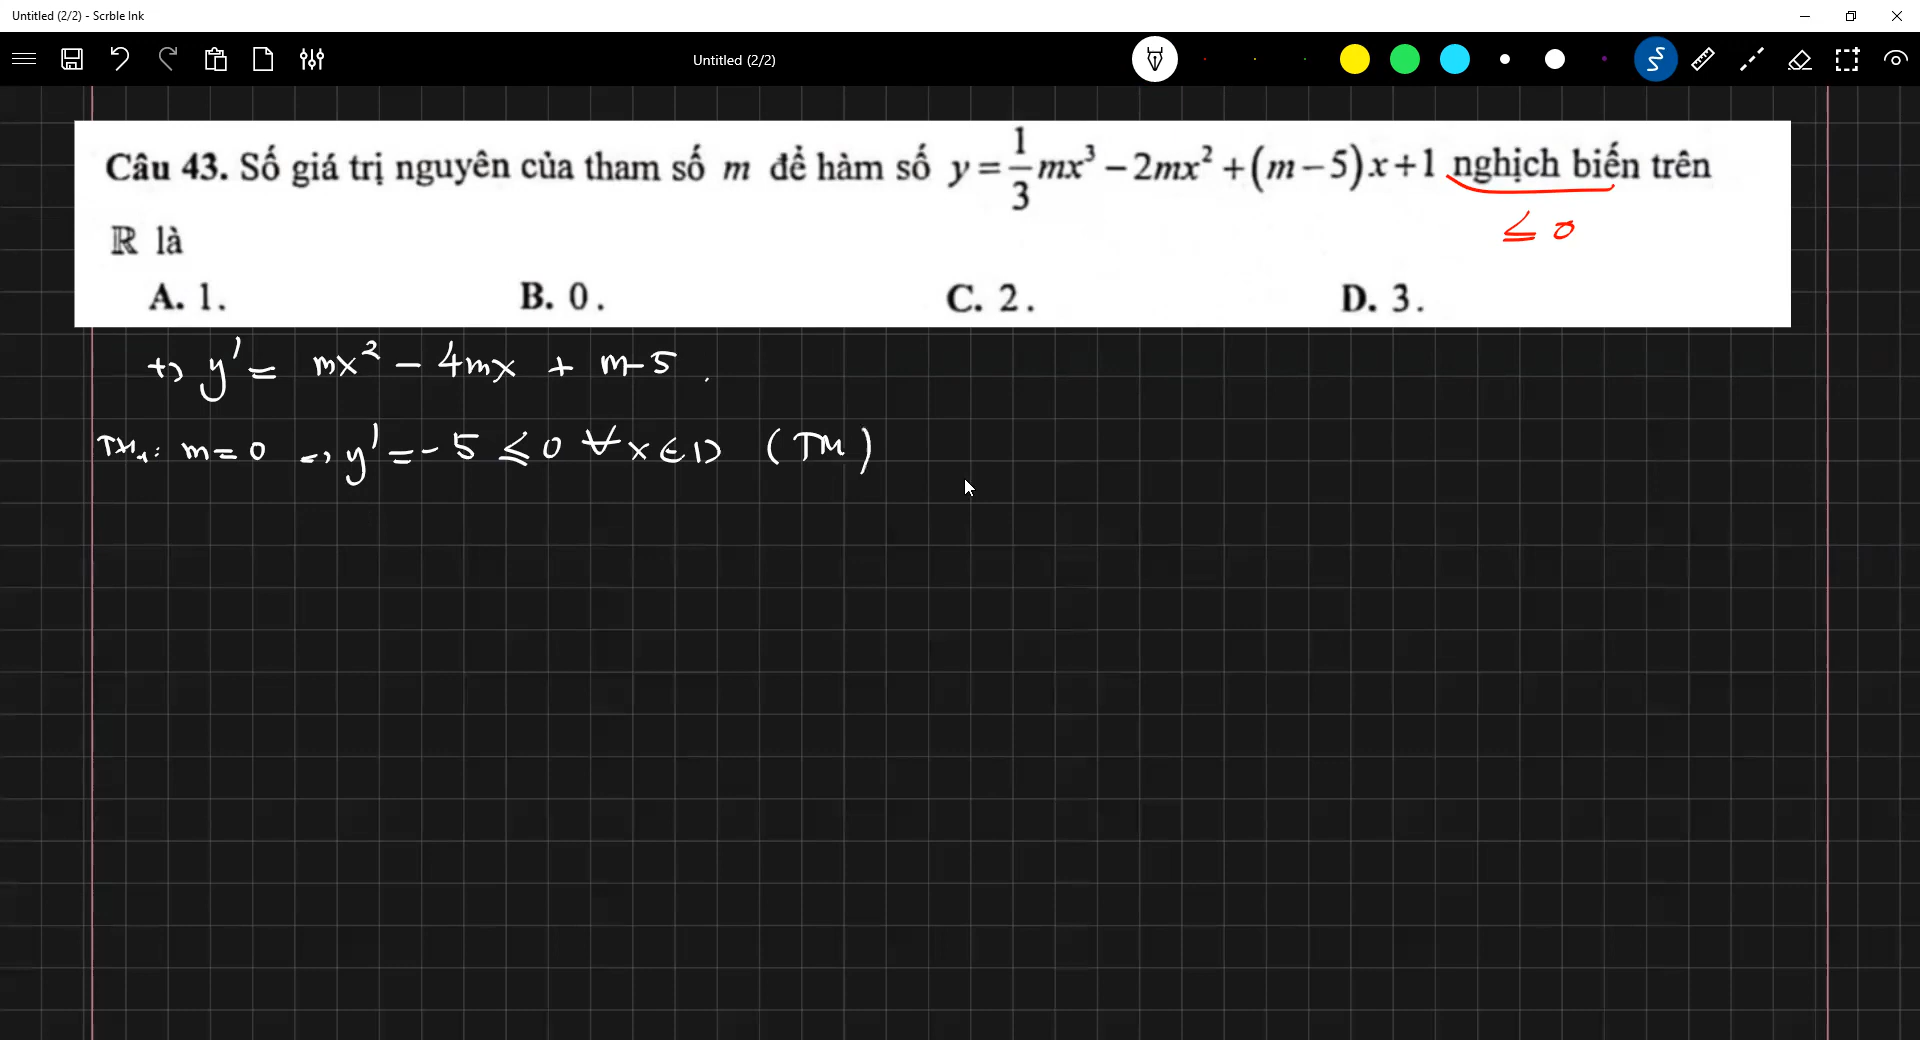 Untitled (2/2) - Scrble Ink
Untitled (2/2)
Câu 43. Số giá trị nguyên của tham số m để hàm số y = \frac{1}{3}mx³ − 2mx² + (m − 5)x + 1 nghịch biến trên
ℝ là
≤ 0
A. 1. B. 0. C. 2. D. 3.
+) y' = mx² − 4mx + m−5.
TH₁: m = 0 → y' = −5 ≤ 0 ∀x ∈ D (TM)